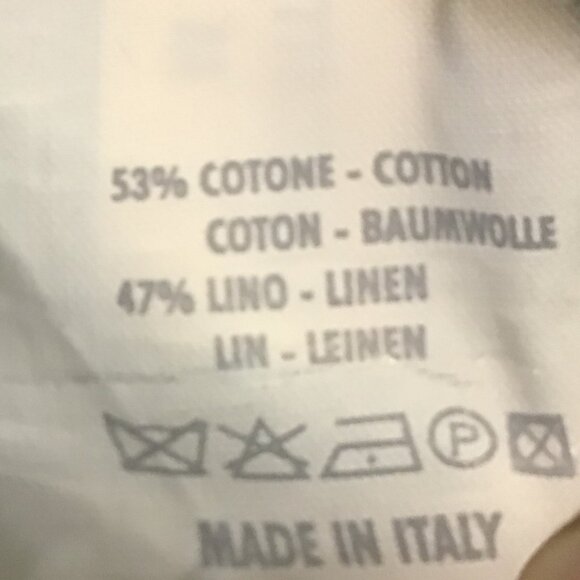 53% COTONE - COTTON
COTON - BAUMWOLLE
47% LINO - LINEN
LIN - LEINEN
P
MADE IN ITALY